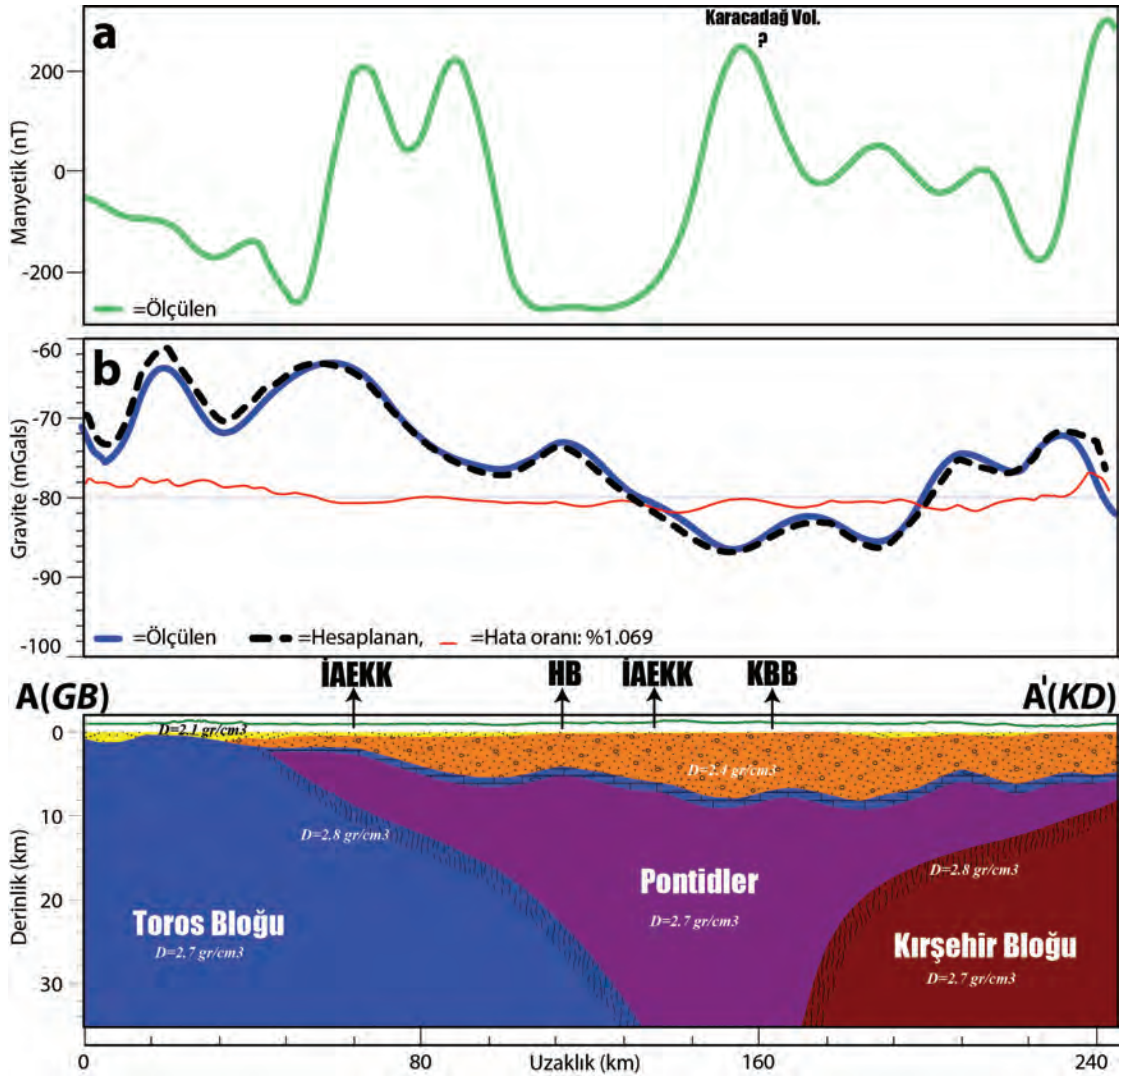 a
Karacadağ Vol.
?
Manyetik (nT)
200
0
-200
=Ölçülen
b
Gravite (mGals)
-60
-70
-80
-90
-100
=Ölçülen
=Hesaplanan,
=Hata oranı: %1.069
A(GB)
İAEKK
HB
İAEKK
KBB
A'(KD)
Derinlik (km)
0
10
20
30
D=2.1 gr/cm3
D=2.4 gr/cm3
D=2.8 gr/cm3
D=2.8 gr/cm3
Pontidler
D=2.7 gr/cm3
Toros Bloğu
D=2.7 gr/cm3
Kırşehir Bloğu
D=2.7 gr/cm3
0
80
Uzaklık (km)
160
240